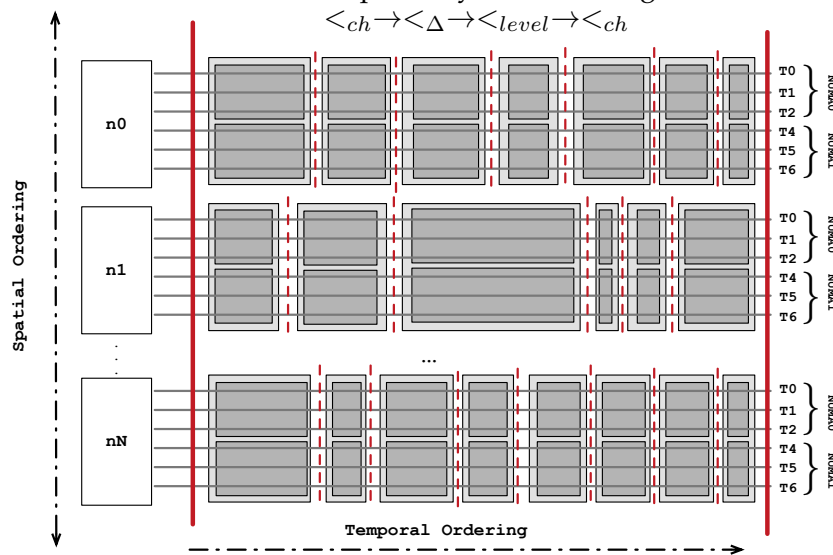 <ch→<Δ→<level→<ch
Spatial Ordering
n0
T0
T1
T2
T4
T5
T6
NUMA0
NUMA1
n1
T0
T1
T2
T4
T5
T6
NUMA0
NUMA1
. . . .
...
nN
T0
T1
T2
T4
T5
T6
NUMA0
NUMA1
Temporal Ordering